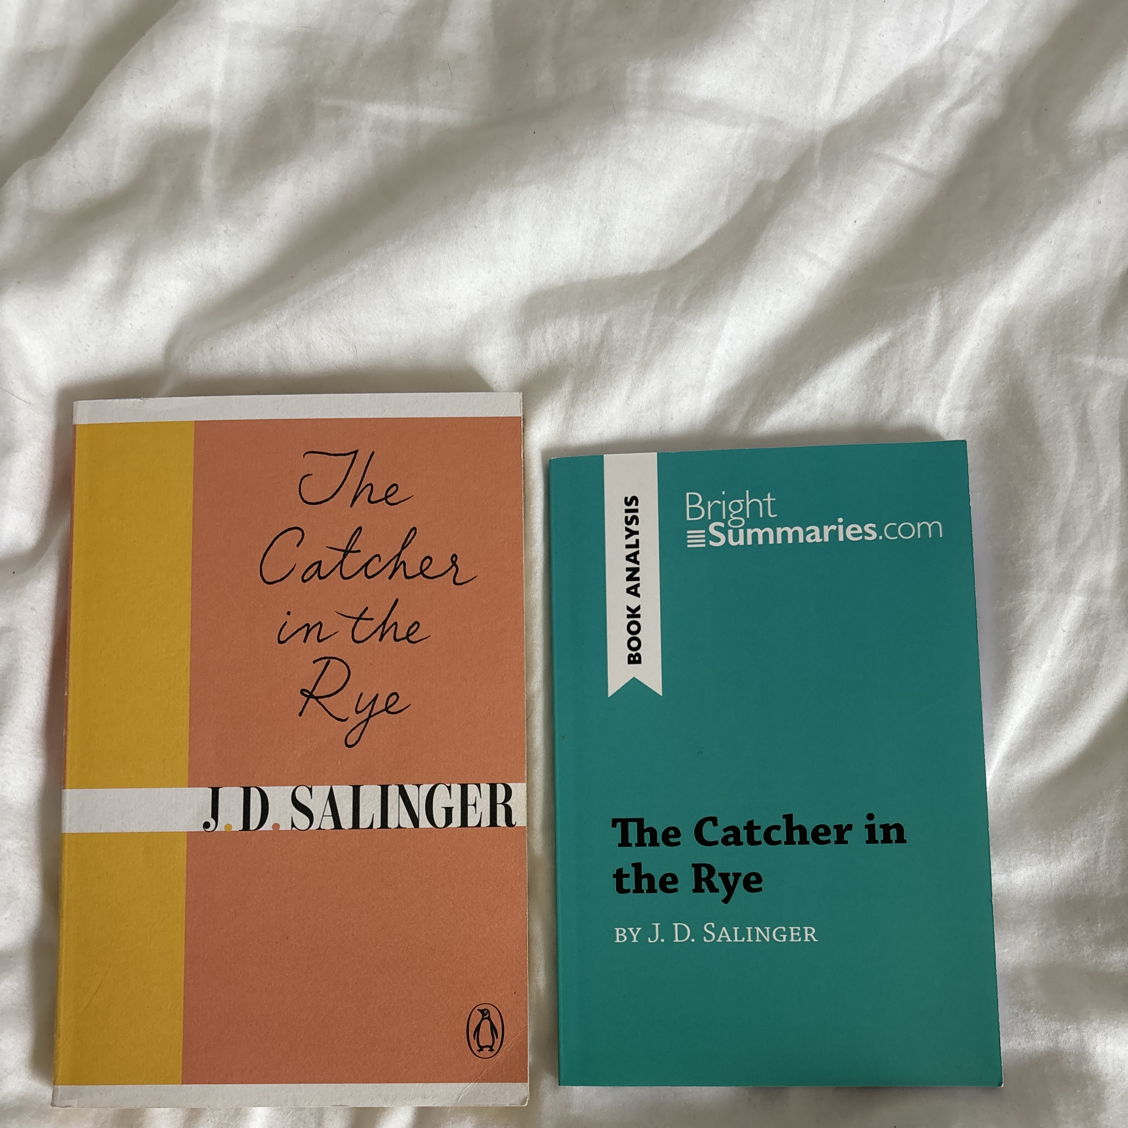 The
Catcher
in the
Rye
J. D. SALINGER
BOOK ANALYSIS
Bright
Summaries.com
The Catcher in
the Rye
BY J. D. SALINGER